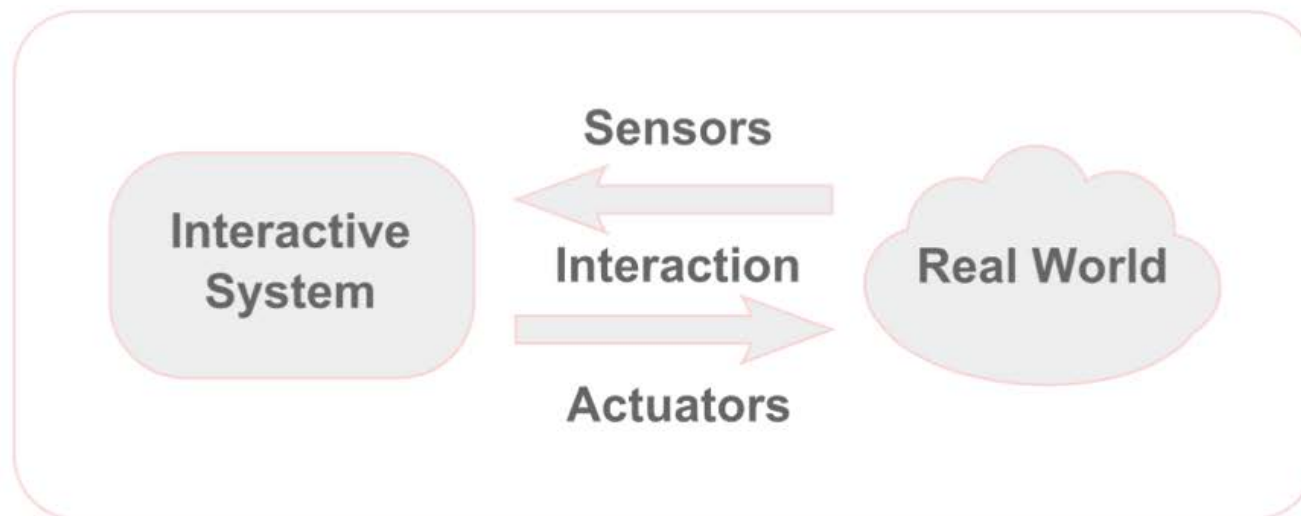 Sensors
Interactive
System
Interaction
Real World
Actuators